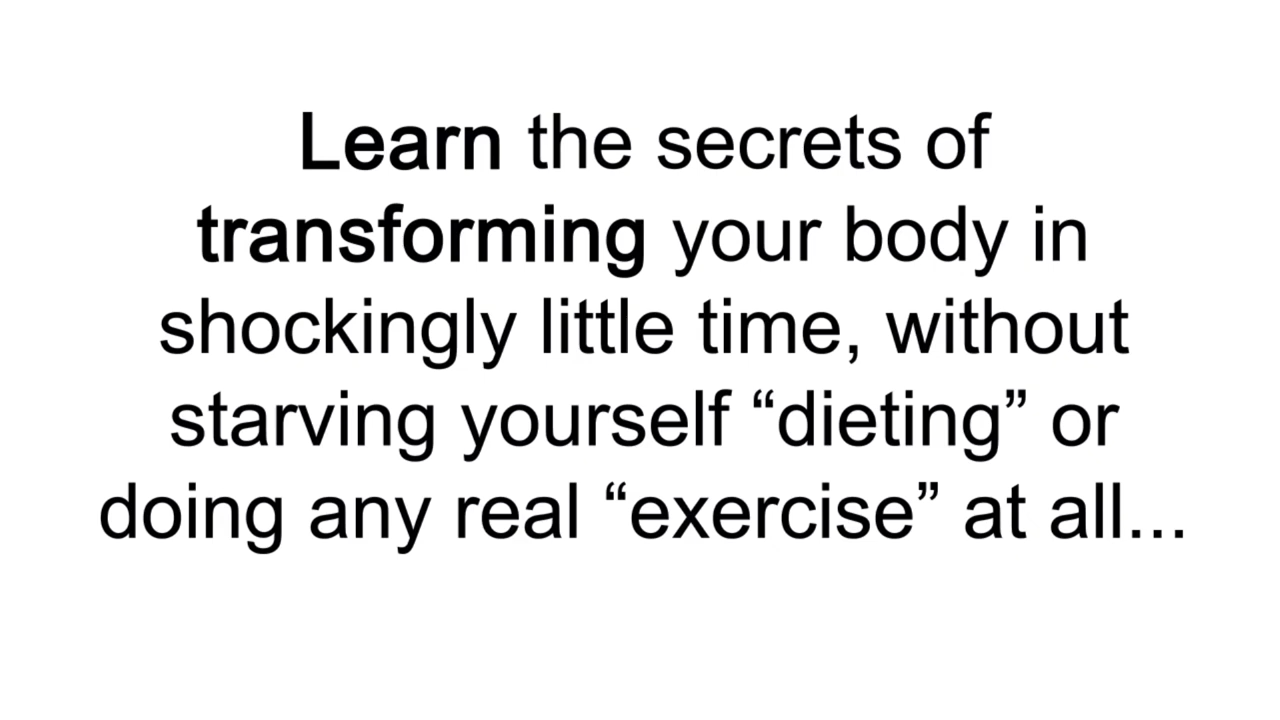 Learn the secrets of
transforming your body in
shockingly little time, without
starving yourself “dieting” or
doing any real “exercise” at all...